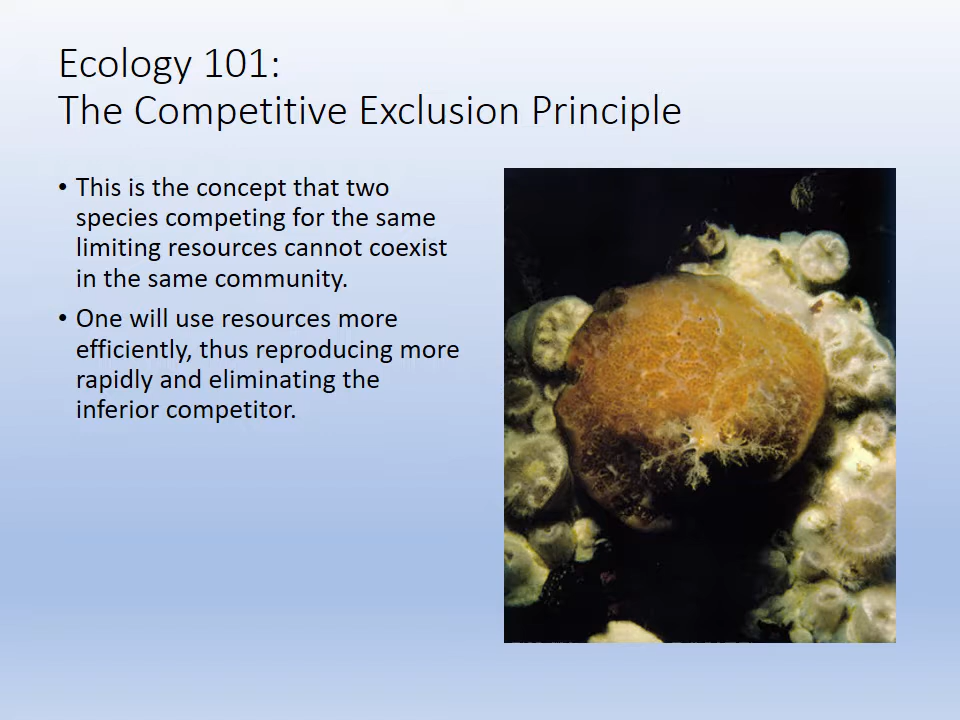 Ecology 101:
The Competitive Exclusion Principle
• This is the concept that two
species competing for the same
limiting resources cannot coexist
in the same community.
• One will use resources more
efficiently, thus reproducing more
rapidly and eliminating the
inferior competitor.